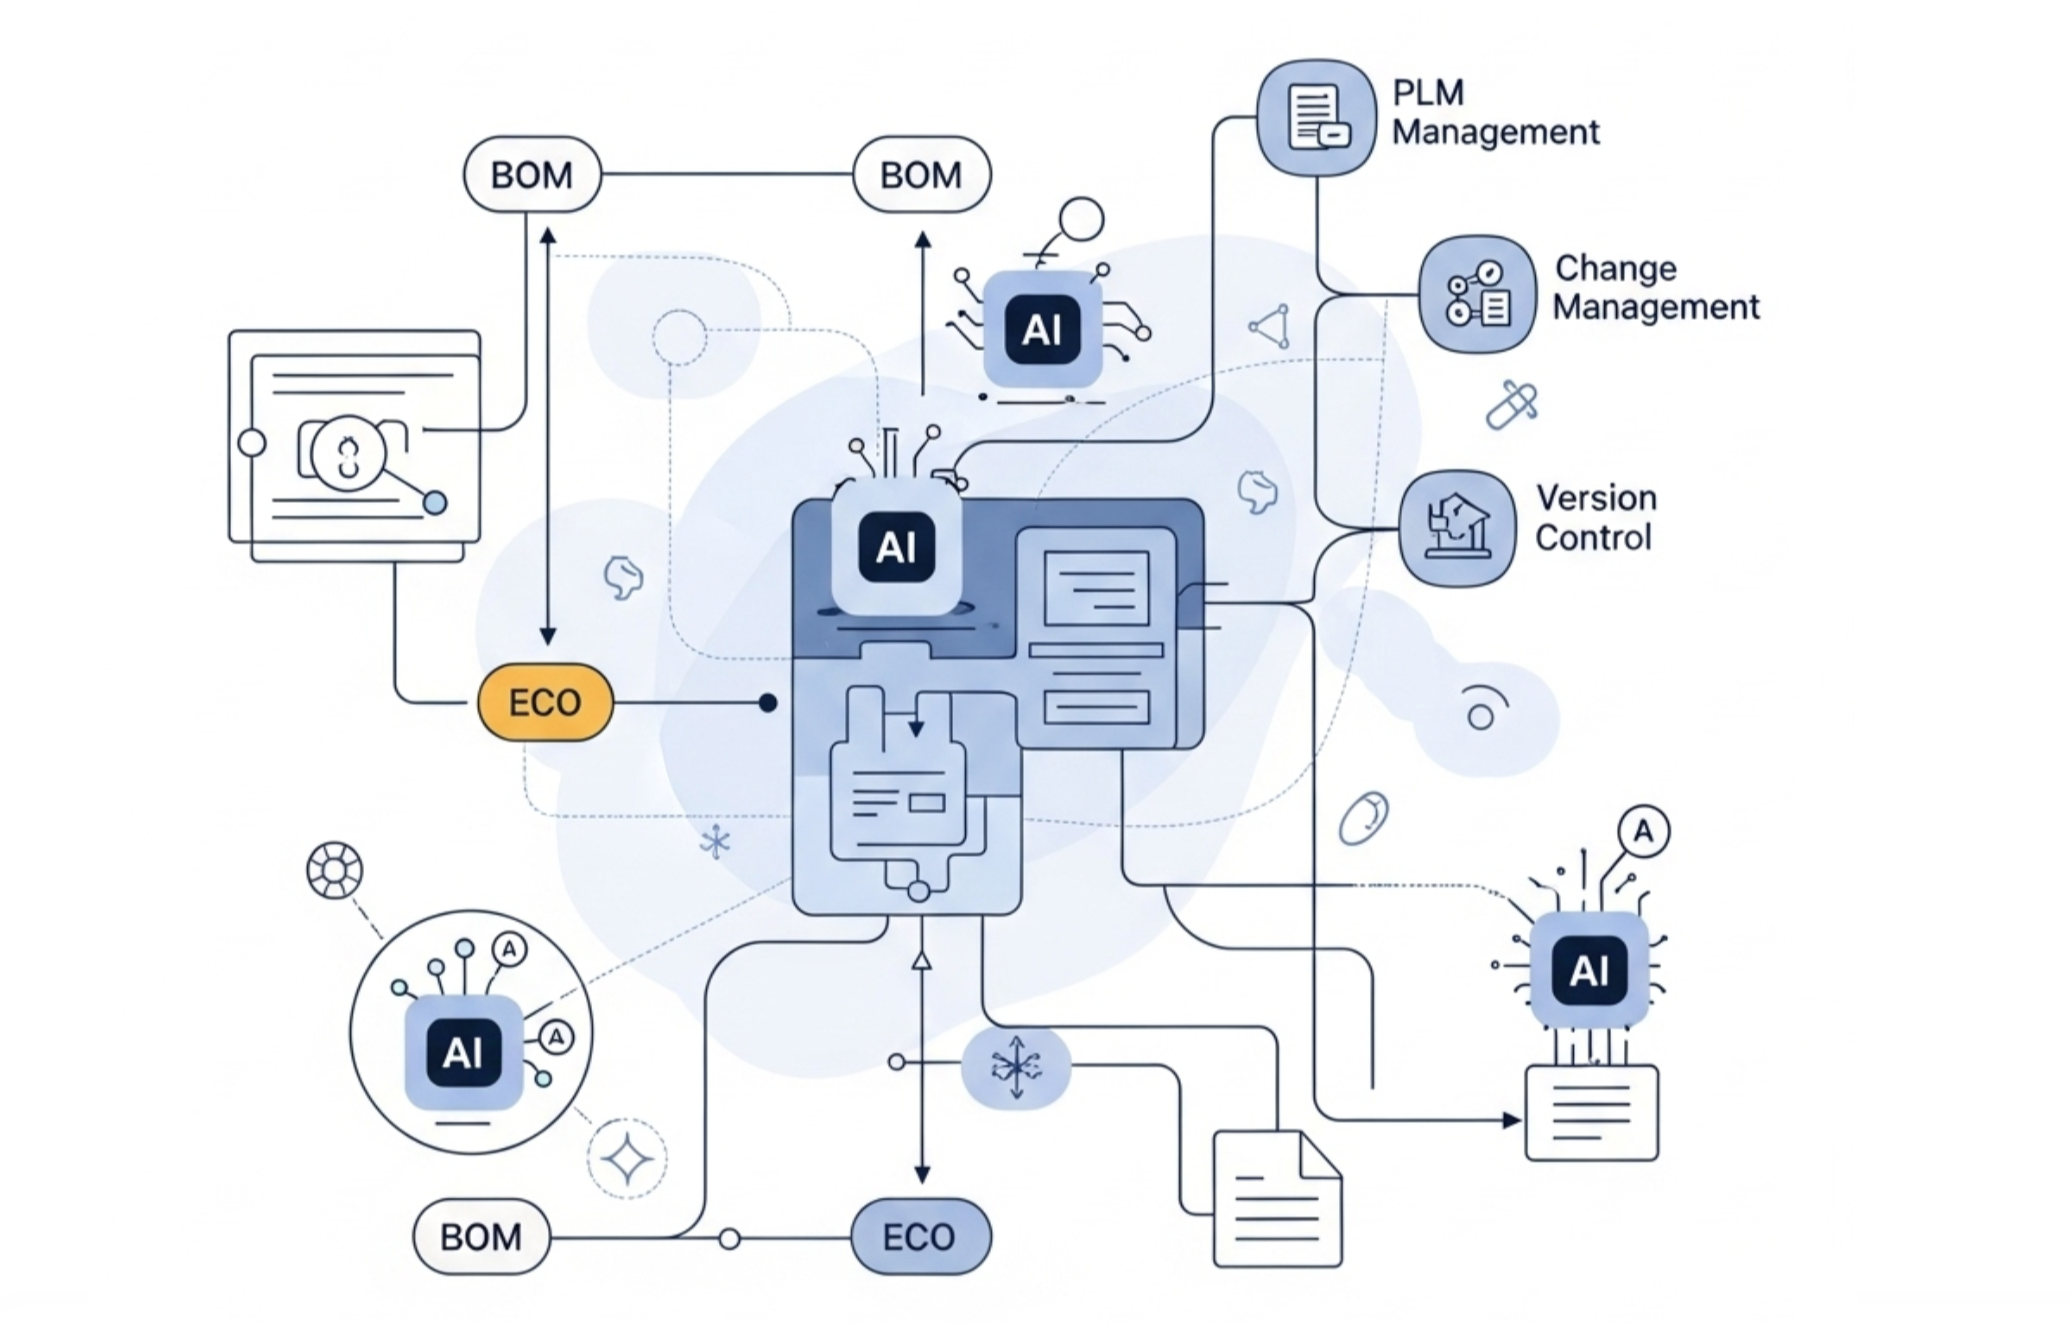 PLM
Management
BOM
BOM
Change
Management
AI
Version
Control
AI
ECO
A
A
AI
A
AI
BOM
ECO